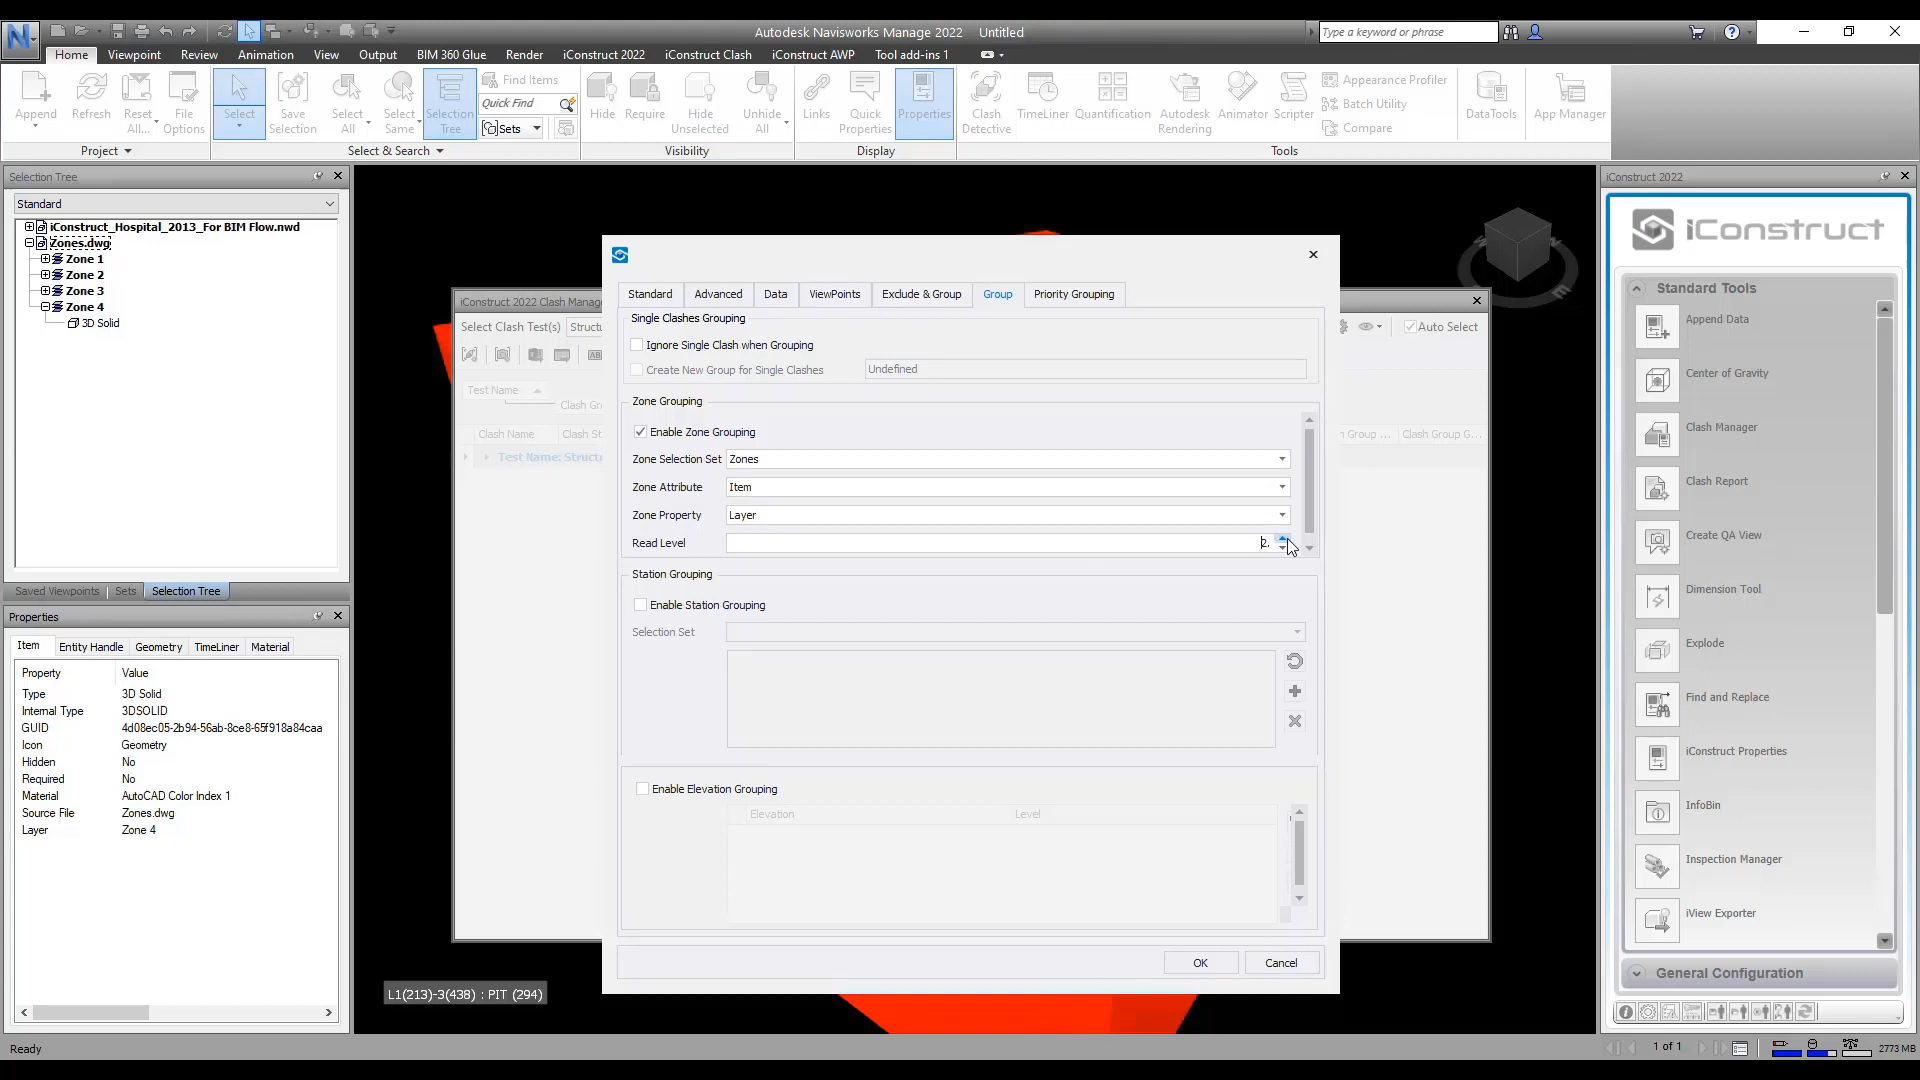 Autodesk Navisworks Manage 2022 Untitled
Type a keyword or phrase
Home Viewpoint Review Animation View Output BIM 360 Glue Render iConstruct 2022 iConstruct Clash iConstruct AWP Tool add-ins 1
Append Refresh Reset All... File Options
Select Save Selection Select All Select Same Selection Tree
Find Items
Quick Find
Sets
Hide Require Hide Unselected Unhide All
Links Quick Properties Properties
Clash Detective TimeLiner Quantification Autodesk Rendering Animator Scripter
Appearance Profiler
Batch Utility
Compare
DataTools App Manager
Project Select & Search Visibility Display Tools
Selection Tree
Standard
iConstruct_Hospital_2013_For BIM Flow.nwd
Zones.dwg
Zone 1
Zone 2
Zone 3
Zone 4
3D Solid
Saved Viewpoints Sets Selection Tree
Properties
Item Entity Handle Geometry TimeLiner Material
Property Value
Type 3D Solid
Internal Type 3DSOLID
GUID 4d08ec05-2b94-56ab-8ce8-65f918a84caa
Icon Geometry
Hidden No
Required No
Material AutoCAD Color Index 1
Source File Zones.dwg
Layer Zone 4
Ready
iConstruct 2022 Clash Manag
Select Clash Test(s) Structu
Auto Select
Test Name
Clash Gr
Clash Name Clash St
Group ... Clash Group G...
Test Name: Structu
Standard Advanced Data ViewPoints Exclude & Group Group Priority Grouping
Single Clashes Grouping
Ignore Single Clash when Grouping
Create New Group for Single Clashes Undefined
Zone Grouping
Enable Zone Grouping
Zone Selection Set Zones
Zone Attribute Item
Zone Property Layer
Read Level 2.
Station Grouping
Enable Station Grouping
Selection Set
Enable Elevation Grouping
Elevation Level
OK Cancel
L1(213)-3(438) : PIT (294)
iConstruct 2022
iConstruct
Standard Tools
Append Data
Center of Gravity
Clash Manager
Clash Report
Create QA View
Dimension Tool
Explode
Find and Replace
iConstruct Properties
InfoBin
Inspection Manager
iView Exporter
General Configuration
1 of 1
2773 MB